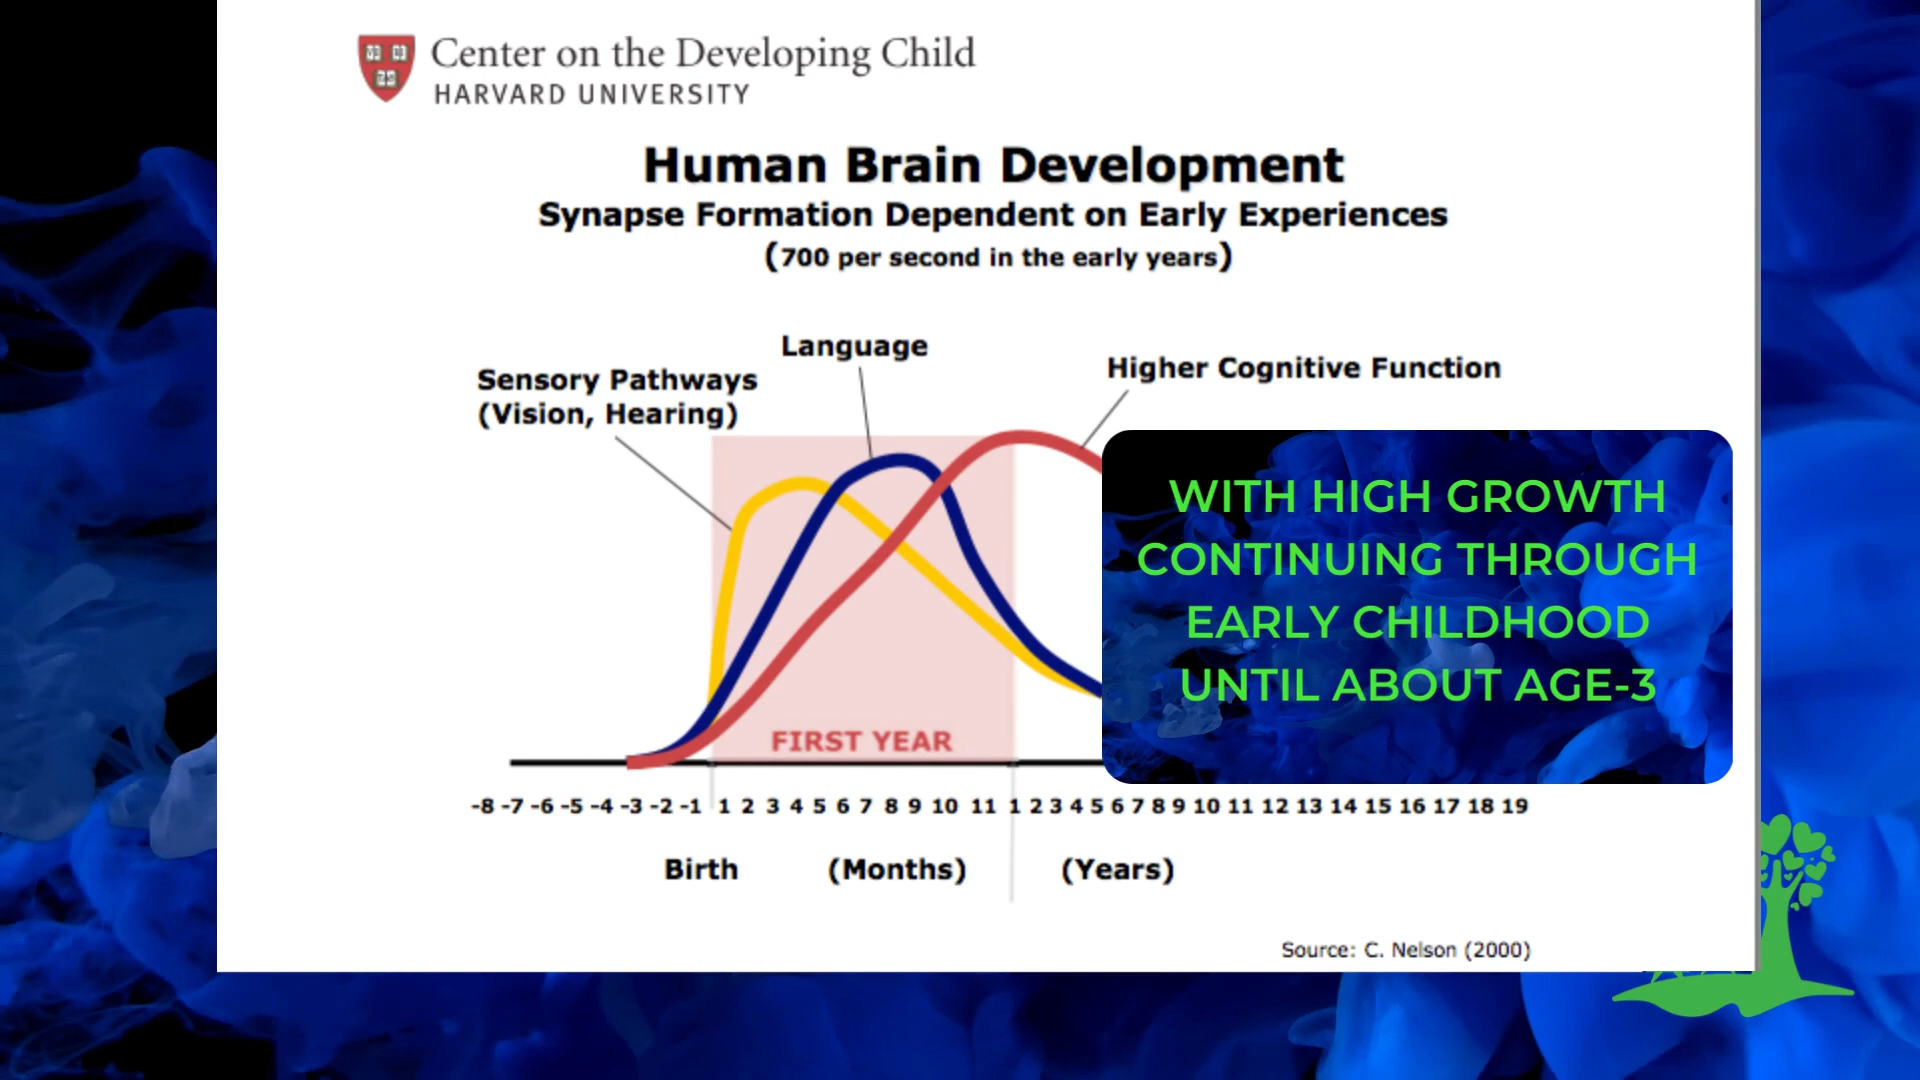 Center on the Developing Child
HARVARD UNIVERSITY
Human Brain Development
Synapse Formation Dependent on Early Experiences
(700 per second in the early years)
Language
Sensory Pathways
(Vision, Hearing)
Higher Cognitive Function
WITH HIGH GROWTH
CONTINUING THROUGH
EARLY CHILDHOOD
UNTIL ABOUT AGE-3
FIRST YEAR
-8 -7 -6 -5 -4 -3 -2 -1 1 2 3 4 5 6 7 8 9 10 11 1 2 3 4 5 6 7 8 9 10 11 12 13 14 15 16 17 18 19
Birth (Months) (Years)
Source: C. Nelson (2000)